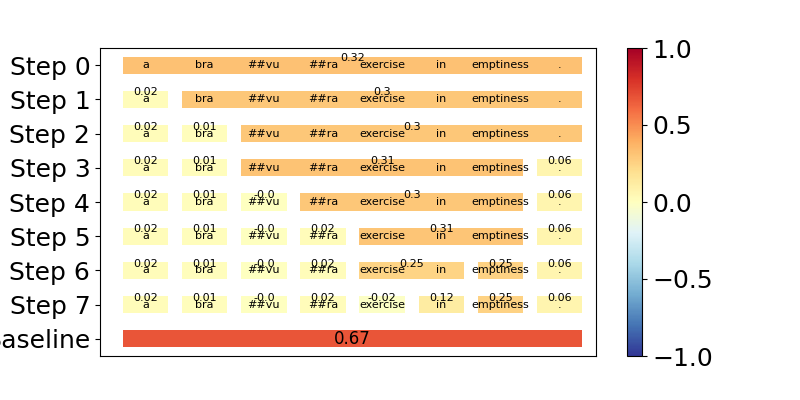 Step 0 a bra ##vu ##ra exercise in emptiness . 0.32
Step 1 0.02 a bra ##vu ##ra exercise in emptiness . 0.3
Step 2 0.02 a 0.01 bra ##vu ##ra exercise in emptiness . 0.3
Step 3 0.02 a 0.01 bra ##vu ##ra exercise in emptiness 0.31 0.06 .
Step 4 0.02 a 0.01 bra -0.0 ##vu ##ra exercise in emptiness 0.3 0.06 .
Step 5 0.02 a 0.01 bra -0.0 ##vu 0.02 ##ra exercise in emptiness 0.31 0.06 .
Step 6 0.02 a 0.01 bra -0.0 ##vu 0.02 ##ra exercise in 0.25 emptiness 0.25 0.06 .
Step 7 0.02 a 0.01 bra -0.0 ##vu 0.02 ##ra -0.02 exercise 0.12 in 0.25 emptiness 0.06 .
aseline 0.67
1.0
0.5
0.0
−0.5
−1.0